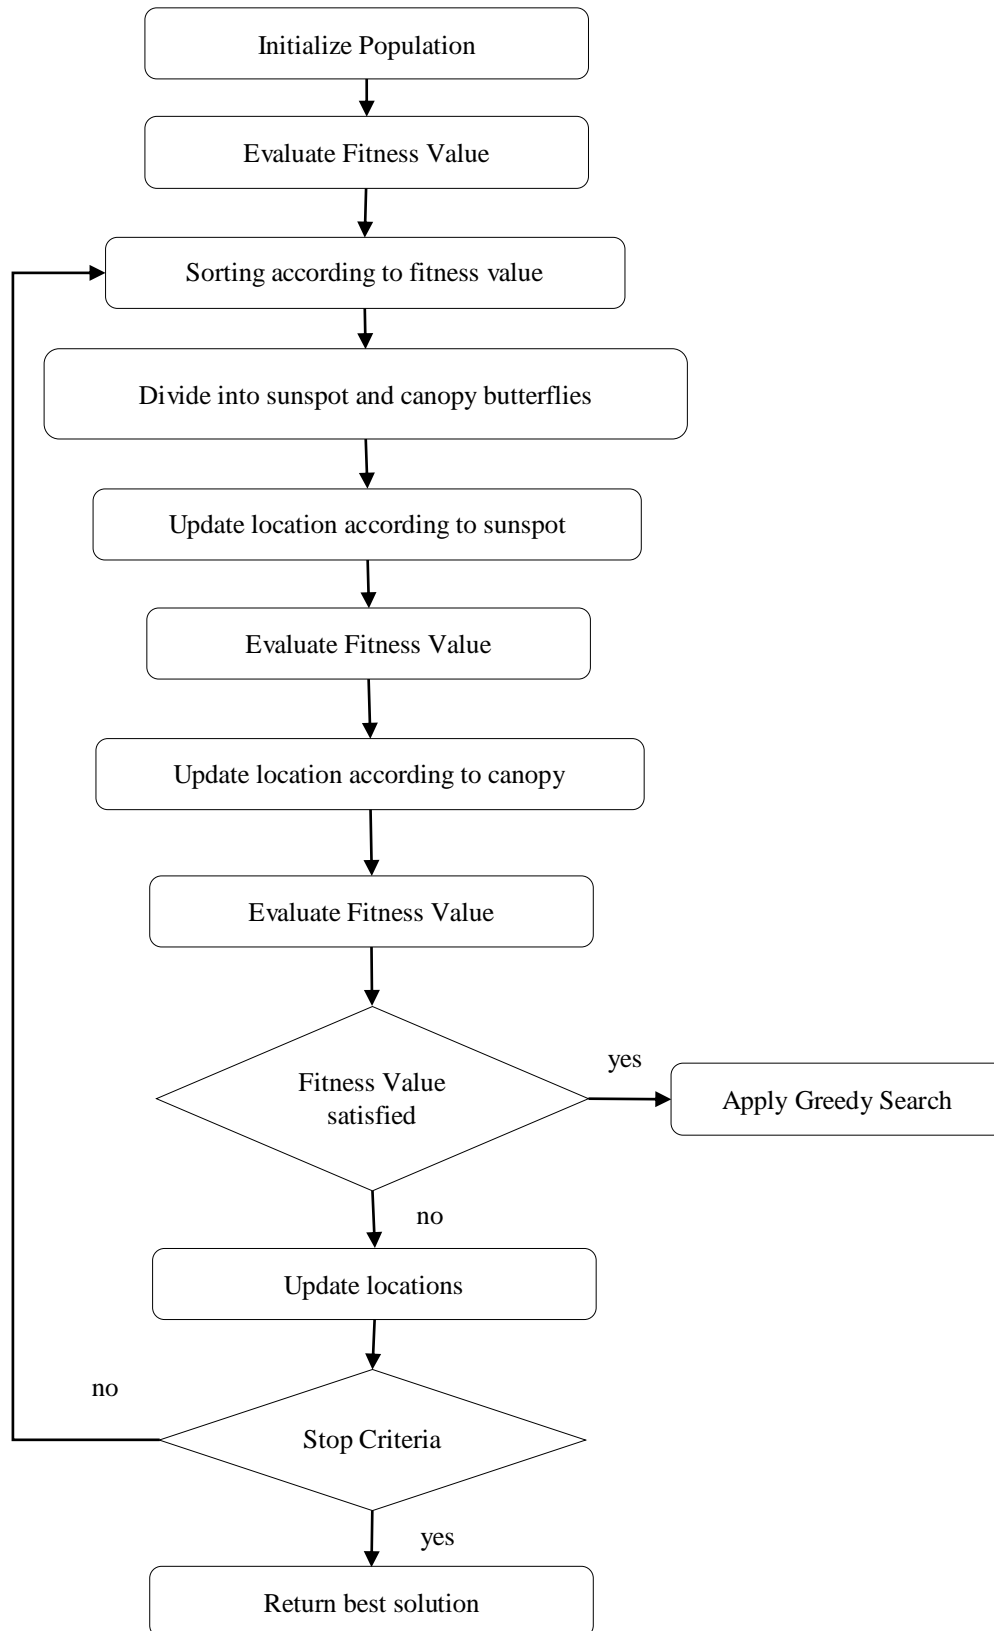 Initialize Population
Evaluate Fitness Value
Sorting according to fitness value
Divide into sunspot and canopy butterflies
Update location according to sunspot
Evaluate Fitness Value
Update location according to canopy
Evaluate Fitness Value
Fitness Value
satisfied
yes
Apply Greedy Search
no
Update locations
no
Stop Criteria
yes
Return best solution